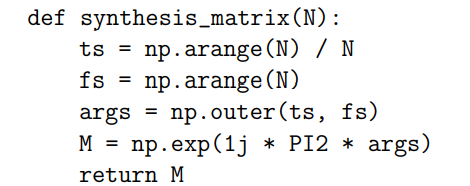 def synthesis_matrix(N):
    ts = np.arange(N) / N
    fs = np.arange(N)
    args = np.outer(ts, fs)
    M = np.exp(1j * PI2 * args)
    return M